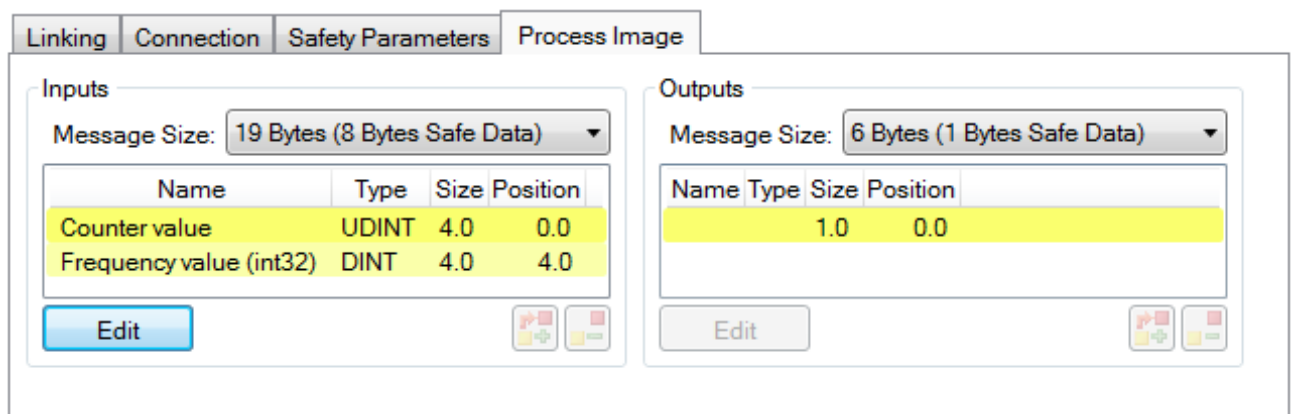 Linking Connection Safety Parameters Process Image
Inputs
Message Size: 19 Bytes (8 Bytes Safe Data)
Name Type Size Position
Counter value UDINT 4.0 0.0
Frequency value (int32) DINT 4.0 4.0
Edit
Outputs
Message Size: 6 Bytes (1 Bytes Safe Data)
Name Type Size Position
1.0 0.0
Edit